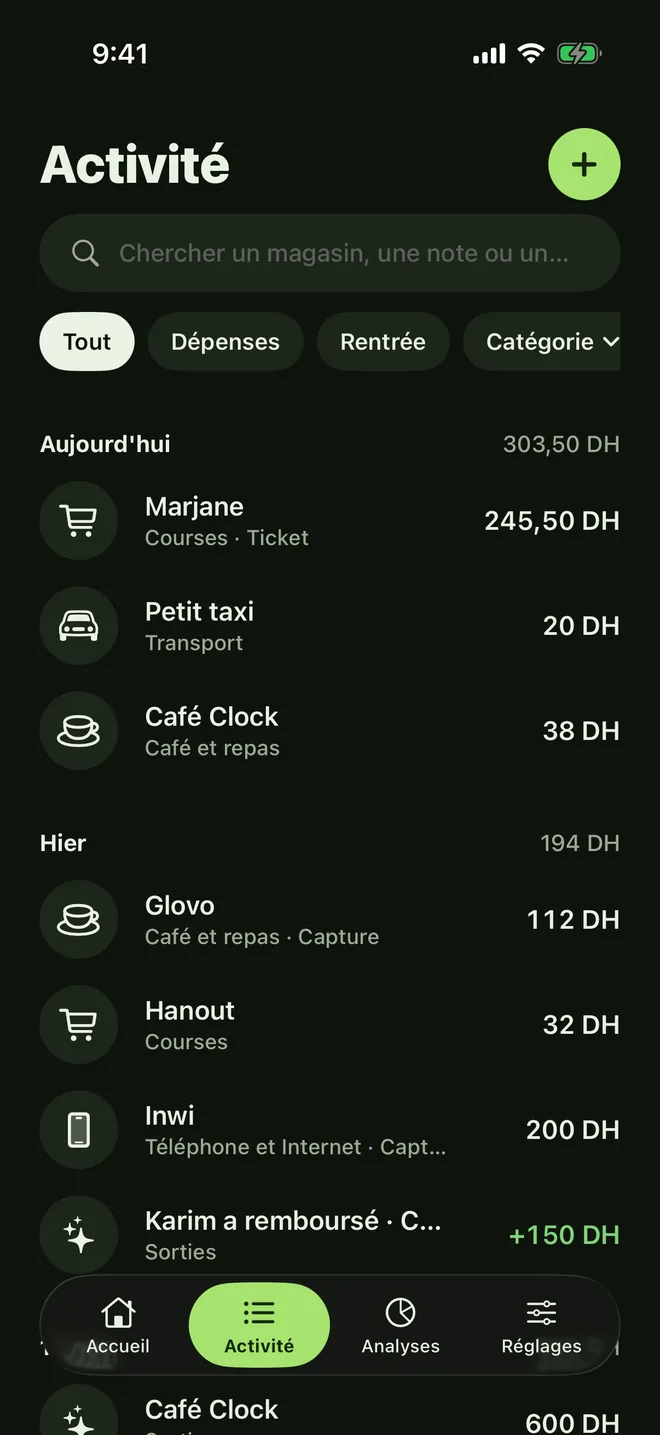 9:41
Activité
Chercher un magasin, une note ou un...
Tout
Dépenses
Rentrée
Catégorie
Aujourd'hui
303,50 DH
Marjane
245,50 DH
Courses · Ticket
Petit taxi
20 DH
Transport
Café Clock
38 DH
Café et repas
Hier
194 DH
Glovo
112 DH
Café et repas · Capture
Hanout
32 DH
Courses
Inwi
200 DH
Téléphone et Internet · Capt...
Karim a remboursé · C...
+150 DH
Sorties
Accueil
Activité
Analyses
Réglages
Café Clock
600 DH